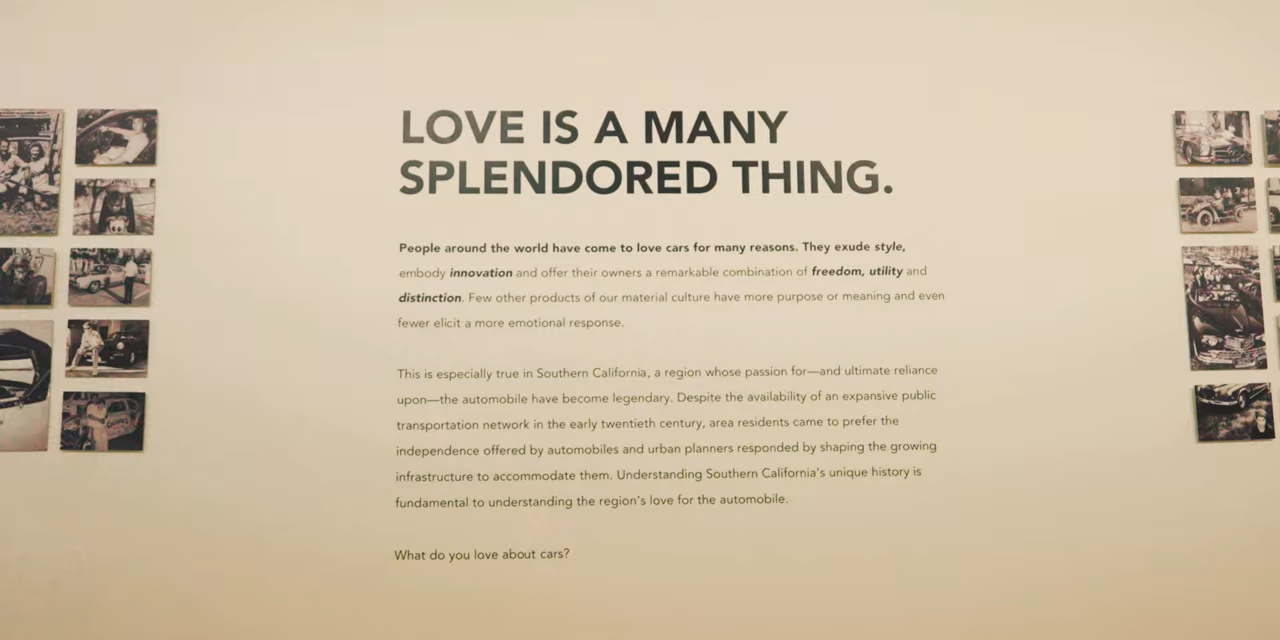 LOVE IS A MANY
SPLENDORED THING.
People around the world have come to love cars for many reasons. They exude style,
embody innovation and offer their owners a remarkable combination of freedom, utility and
distinction. Few other products of our material culture have more purpose or meaning and even
fewer elicit a more emotional response.
This is especially true in Southern California, a region whose passion for—and ultimate reliance
upon—the automobile have become legendary. Despite the availability of an expansive public
transportation network in the early twentieth century, area residents came to prefer the
independence offered by automobiles and urban planners responded by shaping the growing
infrastructure to accommodate them. Understanding Southern California's unique history is
fundamental to understanding the region's love for the automobile.
What do you love about cars?